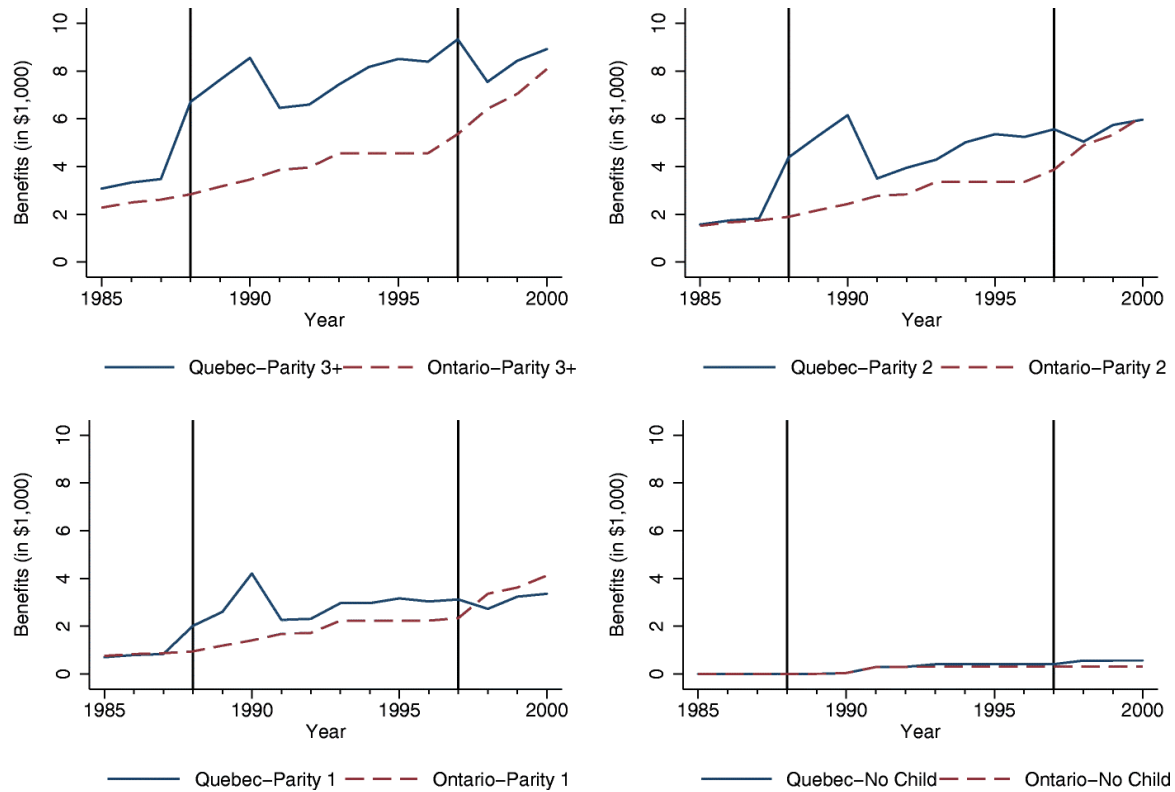 Benefits (in $1,000)
10
8
6
4
2
0
1985 1990 1995 2000
Year
Quebec–Parity 3+ Ontario–Parity 3+
Benefits (in $1,000)
10
8
6
4
2
0
1985 1990 1995 2000
Year
Quebec–Parity 2 Ontario–Parity 2
Benefits (in $1,000)
10
8
6
4
2
0
1985 1990 1995 2000
Year
Quebec–Parity 1 Ontario–Parity 1
Benefits (in $1,000)
10
8
6
4
2
0
1985 1990 1995 2000
Year
Quebec–No Child Ontario–No Child